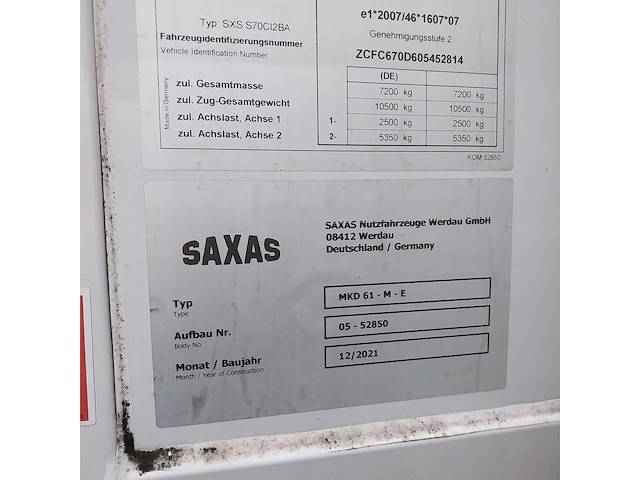 Typ: SXS S70CI2BA
e1*2007/46*1607*07
Genehmigungsstufe 2
Fahrzeugidentifizierungsnummer
Vehicle Identification Number
ZCFC670D605452814
(DE)
zul. Gesamtmasse 7200 kg 7200 kg
zul. Zug-Gesamtgewicht 10500 kg 10500 kg
zul. Achslast, Achse 1 1- 2500 kg 2500 kg
zul. Achslast, Achse 2 2- 5350 kg 5350 kg
Made in Germany
KOM 52850
SAXAS
SAXAS Nutzfahrzeuge Werdau GmbH
08412 Werdau
Deutschland / Germany
Typ
Type
MKD 61 - M - E
Aufbau Nr.
Body No.
05 - 52850
Monat / Baujahr
Month / Year of Construction
12/2021